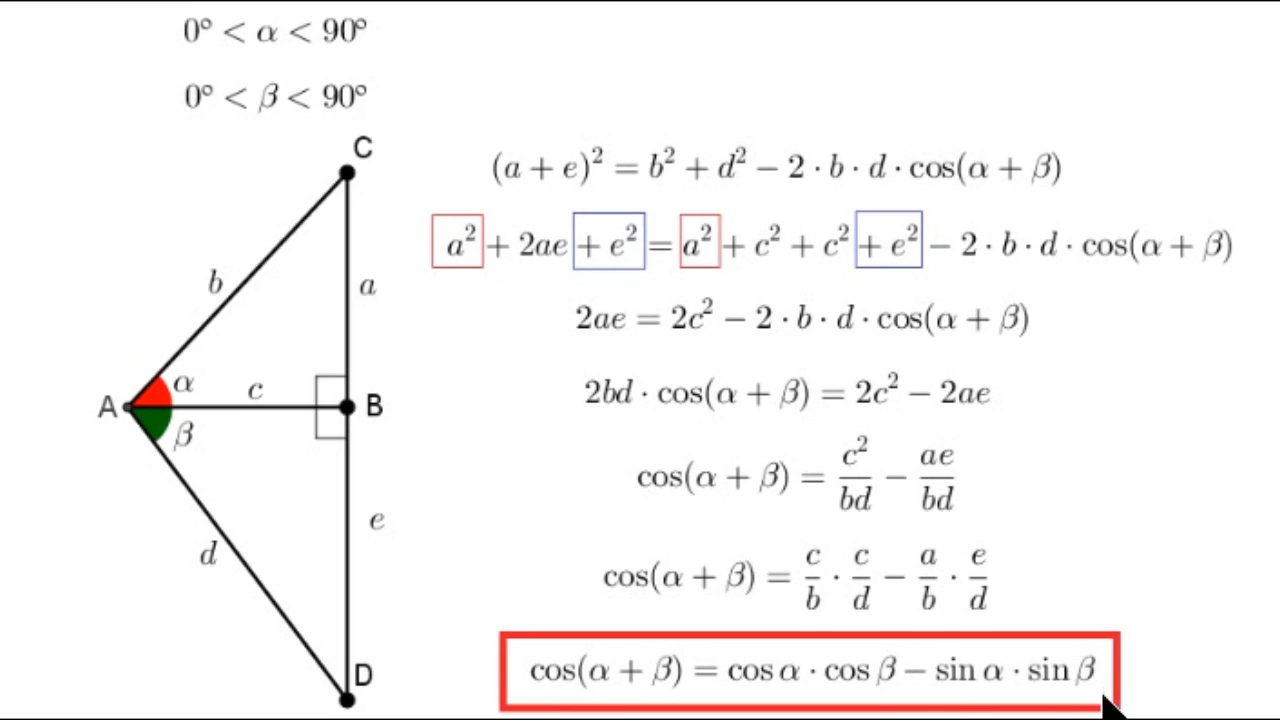 0° < α < 90°
0° < β < 90°
C
(a + e)² = b² + d² − 2 · b · d · cos(α + β)
a² + 2ae + e² = a² + c² + c² + e² − 2 · b · d · cos(α + β)
b
a
2ae = 2c² − 2 · b · d · cos(α + β)
α
c
2bd · cos(α + β) = 2c² − 2ae
A
B
β
cos(α + β) = c²/bd − ae/bd
e
d
cos(α + β) = c/b · c/d − a/b · e/d
D
cos(α + β) = cos α · cos β − sin α · sin β